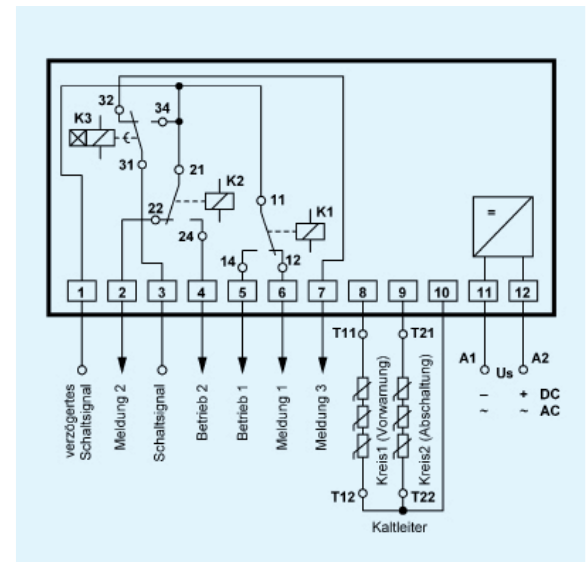 32
34
K3
31
21
K2
22
24
11
K1
14
12
=
~
1
2
3
4
5
6
7
8
9
10
11
12
verzögertes
Schaltsignal
Meldung 2
Schaltsignal
Betrieb 2
Betrieb 1
Meldung 1
Meldung 3
T11
T21
Kreis1 (Vorwarnung)
Kreis2 (Abschaltung)
T12
T22
Kaltleiter
A1
Us
A2
– + DC
~ ~ AC